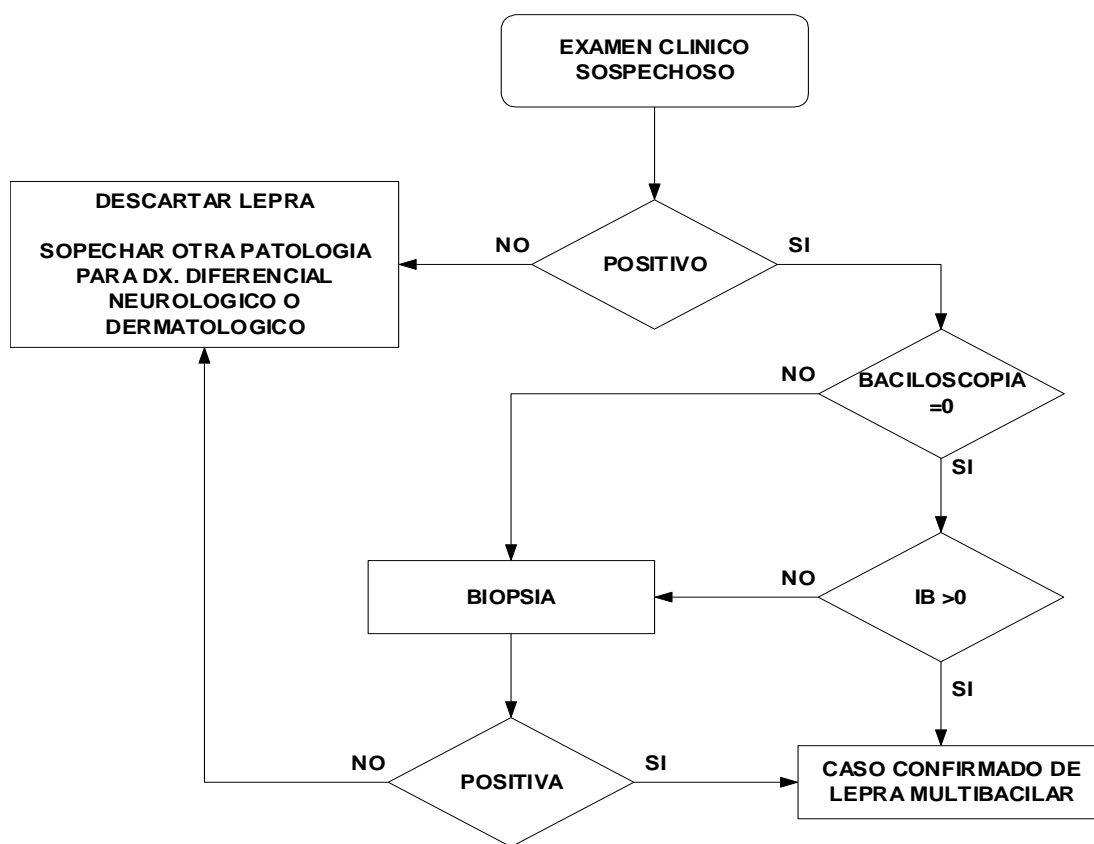 EXAMEN CLINICO
SOSPECHOSO
DESCARTAR LEPRA
SOPECHAR OTRA PATOLOGIA
PARA DX. DIFERENCIAL
NEUROLOGICO O
DERMATOLOGICO
NO
POSITIVO
SI
NO
BACILOSCOPIA
=0
SI
BIOPSIA
NO
IB >0
SI
NO
POSITIVA
SI
CASO CONFIRMADO DE
LEPRA MULTIBACILAR